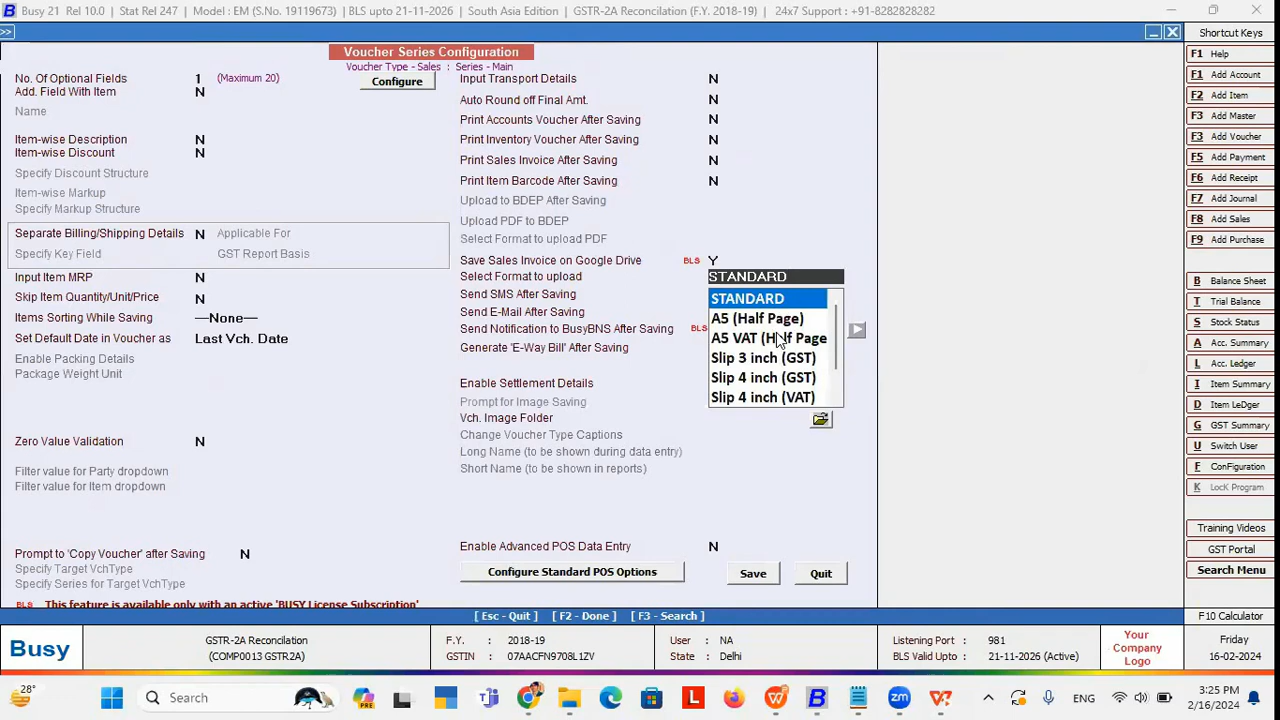 Busy 21 Rel 10.0 | Stat Rel 247 | Model : EM (S.No. 19119673) | BLS upto 21-11-2026 | South Asia Edition | GSTR-2A Reconciliation (F.Y. 2018-19) | 24x7 Support : +91-8282828282
>>
Voucher Series Configuration
Voucher Type - Sales : Series - Main
No. Of Optional Fields 1 (Maximum 20) Configure
Add. Field With Item N
Name
Item-wise Description N
Item-wise Discount N
Specify Discount Structure
Item-wise Markup
Specify Markup Structure
Separate Billing/Shipping Details N Applicable For
Specify Key Field GST Report Basis
Input Item MRP N
Skip Item Quantity/Unit/Price N
Items Sorting While Saving —None—
Set Default Date in Voucher as Last Vch. Date
Enable Packing Details
Package Weight Unit
Zero Value Validation N
Filter value for Party dropdown
Filter value for Item dropdown
Prompt to 'Copy Voucher' after Saving N
Specify Target VchType
Specify Series for Target VchType
BLS This feature is available only with an active 'BUSY License Subscription'
Input Transport Details N
Auto Round off Final Amt. N
Print Accounts Voucher After Saving N
Print Inventory Voucher After Saving N
Print Sales Invoice After Saving N
Print Item Barcode After Saving N
Upload to BDEP After Saving
Upload PDF to BDEP
Select Format to upload PDF
Save Sales Invoice on Google Drive BLS Y
Select Format to upload STANDARD
Send SMS After Saving
Send E-Mail After Saving
Send Notification to BusyBNS After Saving BLS
Generate 'E-Way Bill' After Saving
Enable Settlement Details
Prompt for Image Saving
Vch. Image Folder
Change Voucher Type Captions
Long Name (to be shown during data entry)
Short Name (to be shown in reports)
STANDARD
A5 (Half Page)
A5 VAT (Half Page
Slip 3 inch (GST)
Slip 4 inch (GST)
Slip 4 inch (VAT)
Enable Advanced POS Data Entry N
Configure Standard POS Options Save Quit
[ Esc - Quit ] [ F2 - Done ] [ F3 - Search ]
Shortcut Keys
F1 Help
F1 Add Account
F2 Add Item
F3 Add Master
F3 Add Voucher
F5 Add Payment
F6 Add Receipt
F7 Add Journal
F8 Add Sales
F9 Add Purchase
B Balance Sheet
T Trial Balance
S Stock Status
A Acc. Summary
L Acc. Ledger
I Item Summary
D Item LeDger
G GST Summary
U Switch User
F Configuration
K LocK Program
Training Videos
GST Portal
Search Menu
F10 Calculator
Busy
GSTR-2A Reconciliation
(COMP0013 GSTR2A)
F.Y. : 2018-19
GSTIN : 07AACFN9708L1ZV
User : NA
State : Delhi
Listening Port : 981
BLS Valid Upto : 21-11-2026 (Active)
Your
Company
Logo
Friday
16-02-2024
28°
Search
PRE
L
zm
ENG
3:25 PM
2/16/2024